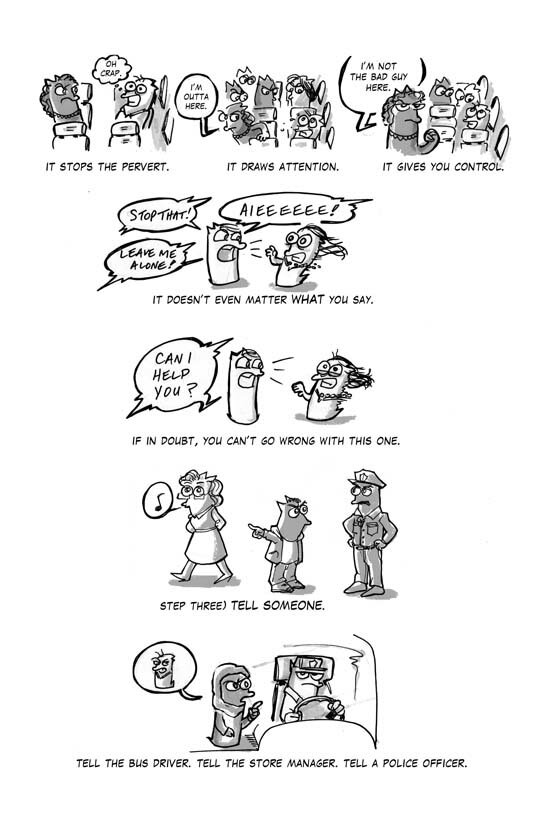 OH
CRAP.
I'M
OUTTA
HERE.
I'M NOT
THE BAD GUY
HERE.
IT STOPS THE PERVERT.
IT DRAWS ATTENTION.
IT GIVES YOU CONTROL.
STOP THAT!
AIEEEEEE!
LEAVE ME
ALONE!
IT DOESN'T EVEN MATTER WHAT YOU SAY.
CAN I
HELP
YOU?
IF IN DOUBT, YOU CAN'T GO WRONG WITH THIS ONE.
STEP THREE) TELL SOMEONE.
TELL THE BUS DRIVER. TELL THE STORE MANAGER. TELL A POLICE OFFICER.